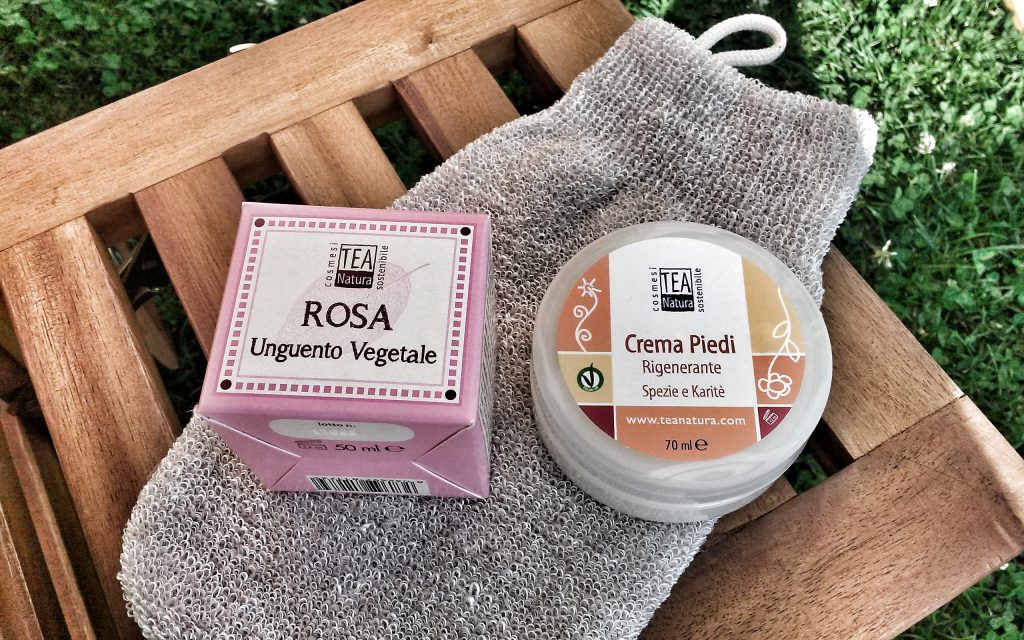 cosmesi
TEA
Natura
sostenibile
ROSA
Unguento Vegetale
lotto n.
50 ml ℮
cosmesi
TEA
Natura
sostenibile
Crema Piedi
Rigenerante
Spezie e Karitè
www.teanatura.com
70 ml ℮